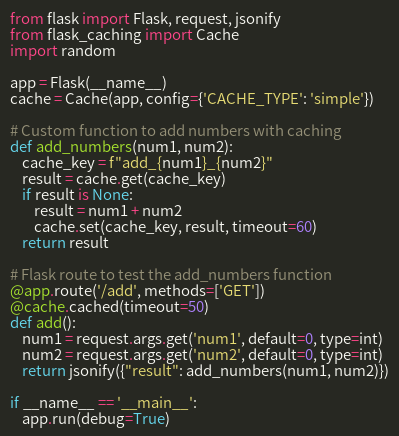 from flask import Flask, request, jsonify
from flask_caching import Cache
import random

app = Flask(__name__)
cache = Cache(app, config={'CACHE_TYPE': 'simple'})

# Custom function to add numbers with caching
def add_numbers(num1, num2):
    cache_key = f"add_{num1}_{num2}"
    result = cache.get(cache_key)
    if result is None:
        result = num1 + num2
        cache.set(cache_key, result, timeout=60)
    return result

# Flask route to test the add_numbers function
@app.route('/add', methods=['GET'])
@cache.cached(timeout=50)
def add():
    num1 = request.args.get('num1', default=0, type=int)
    num2 = request.args.get('num2', default=0, type=int)
    return jsonify({"result": add_numbers(num1, num2)})

if __name__ == '__main__':
    app.run(debug=True)